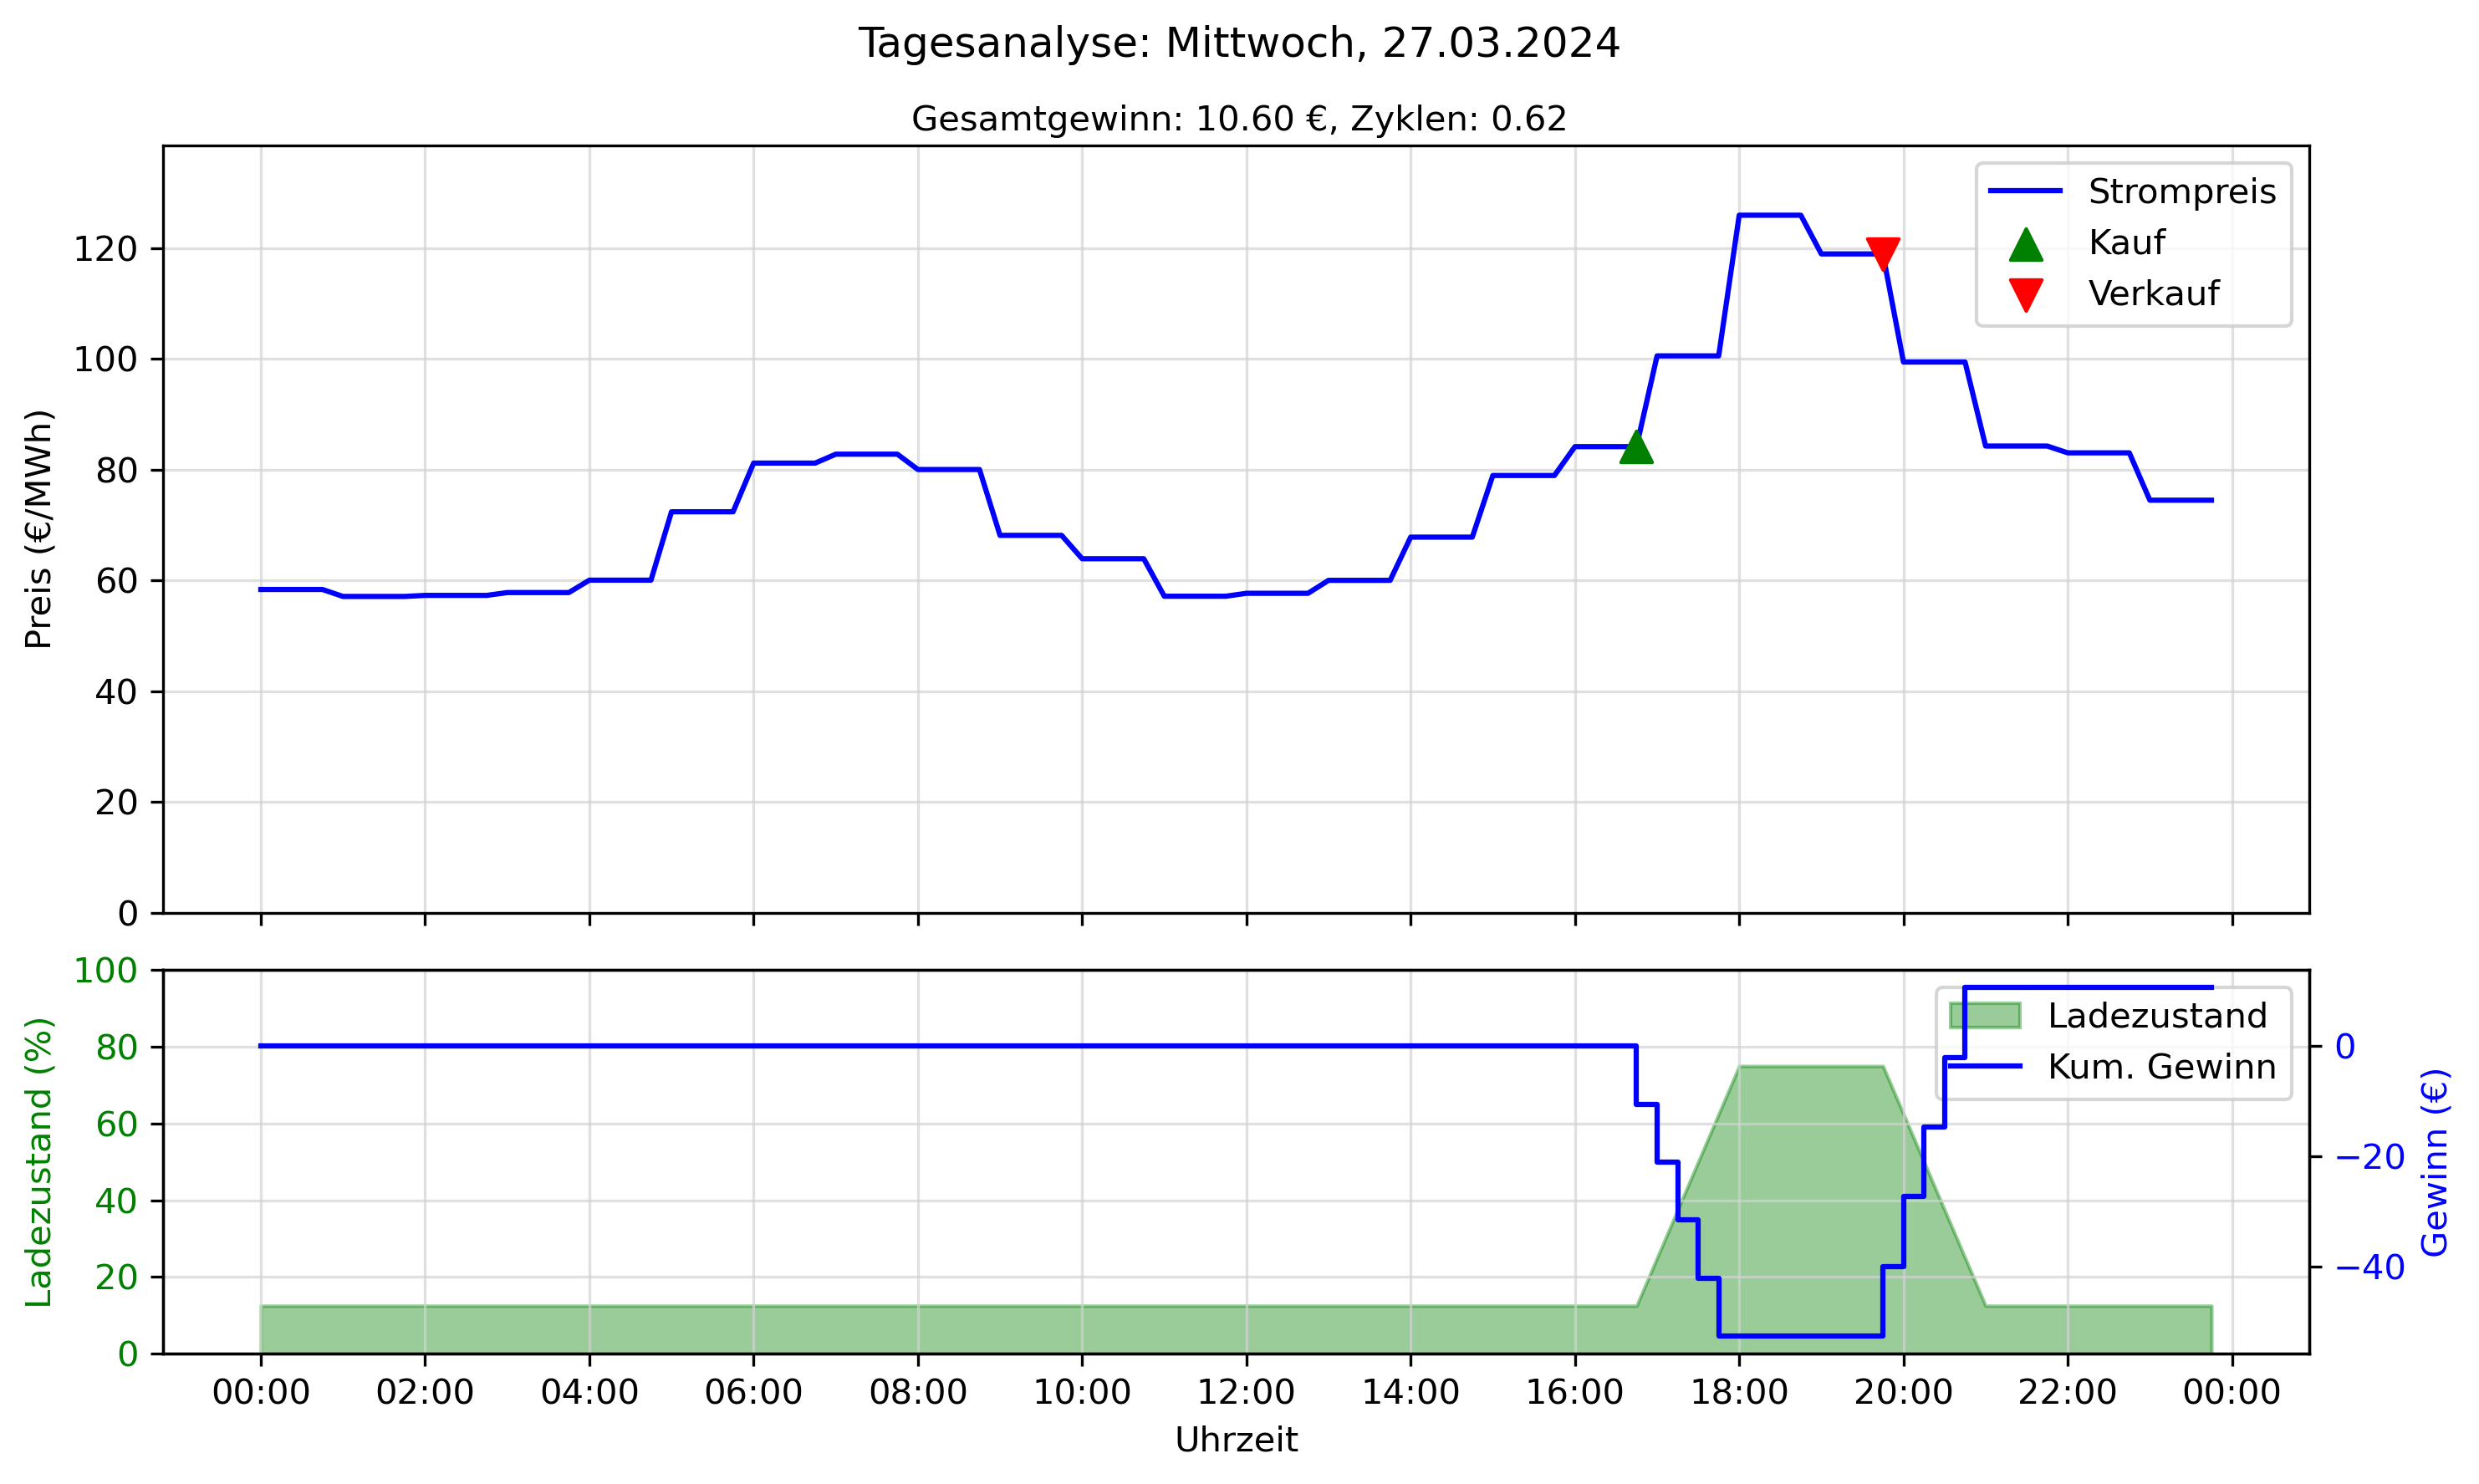 Tagesanalyse: Mittwoch, 27.03.2024
Gesamtgewinn: 10.60 €, Zyklen: 0.62
Preis (€/MWh)
120
100
80
60
40
20
0
Strompreis
Kauf
Verkauf
Ladezustand (%)
100
80
60
40
20
0
Ladezustand
Kum. Gewinn
0
−20
−40
Gewinn (€)
00:00 02:00 04:00 06:00 08:00 10:00 12:00 14:00 16:00 18:00 20:00 22:00 00:00
Uhrzeit